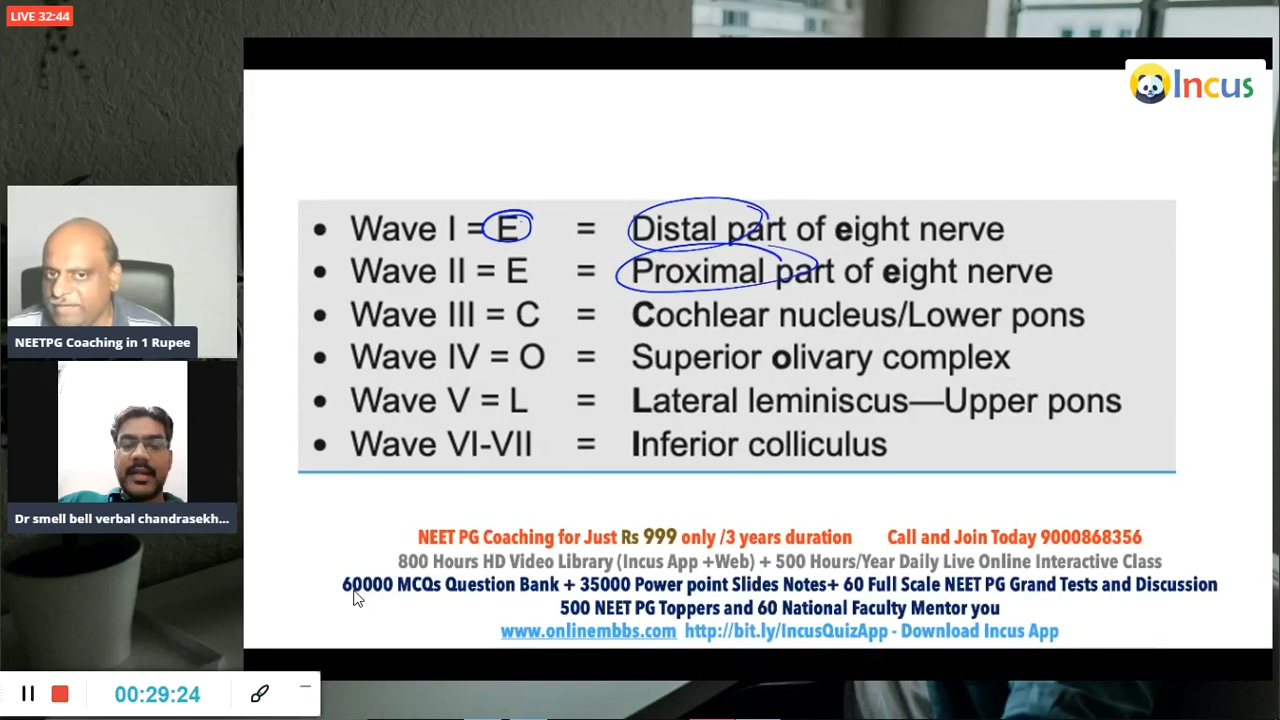 LIVE 32:44
Incus
• Wave I = E = Distal part of eight nerve
• Wave II = E = Proximal part of eight nerve
• Wave III = C = Cochlear nucleus/Lower pons
• Wave IV = O = Superior olivary complex
• Wave V = L = Lateral leminiscus—Upper pons
• Wave VI-VII = Inferior colliculus
NEETPG Coaching in 1 Rupee
Dr smell bell verbal chandrasekh...
NEET PG Coaching for Just Rs 999 only /3 years duration Call and Join Today 9000868356
800 Hours HD Video Library (Incus App +Web) + 500 Hours/Year Daily Live Online Interactive Class
60000 MCQs Question Bank + 35000 Power point Slides Notes+ 60 Full Scale NEET PG Grand Tests and Discussion
500 NEET PG Toppers and 60 National Faculty Mentor you
www.onlinembbs.com http://bit.ly/IncusQuizApp - Download Incus App
00:29:24